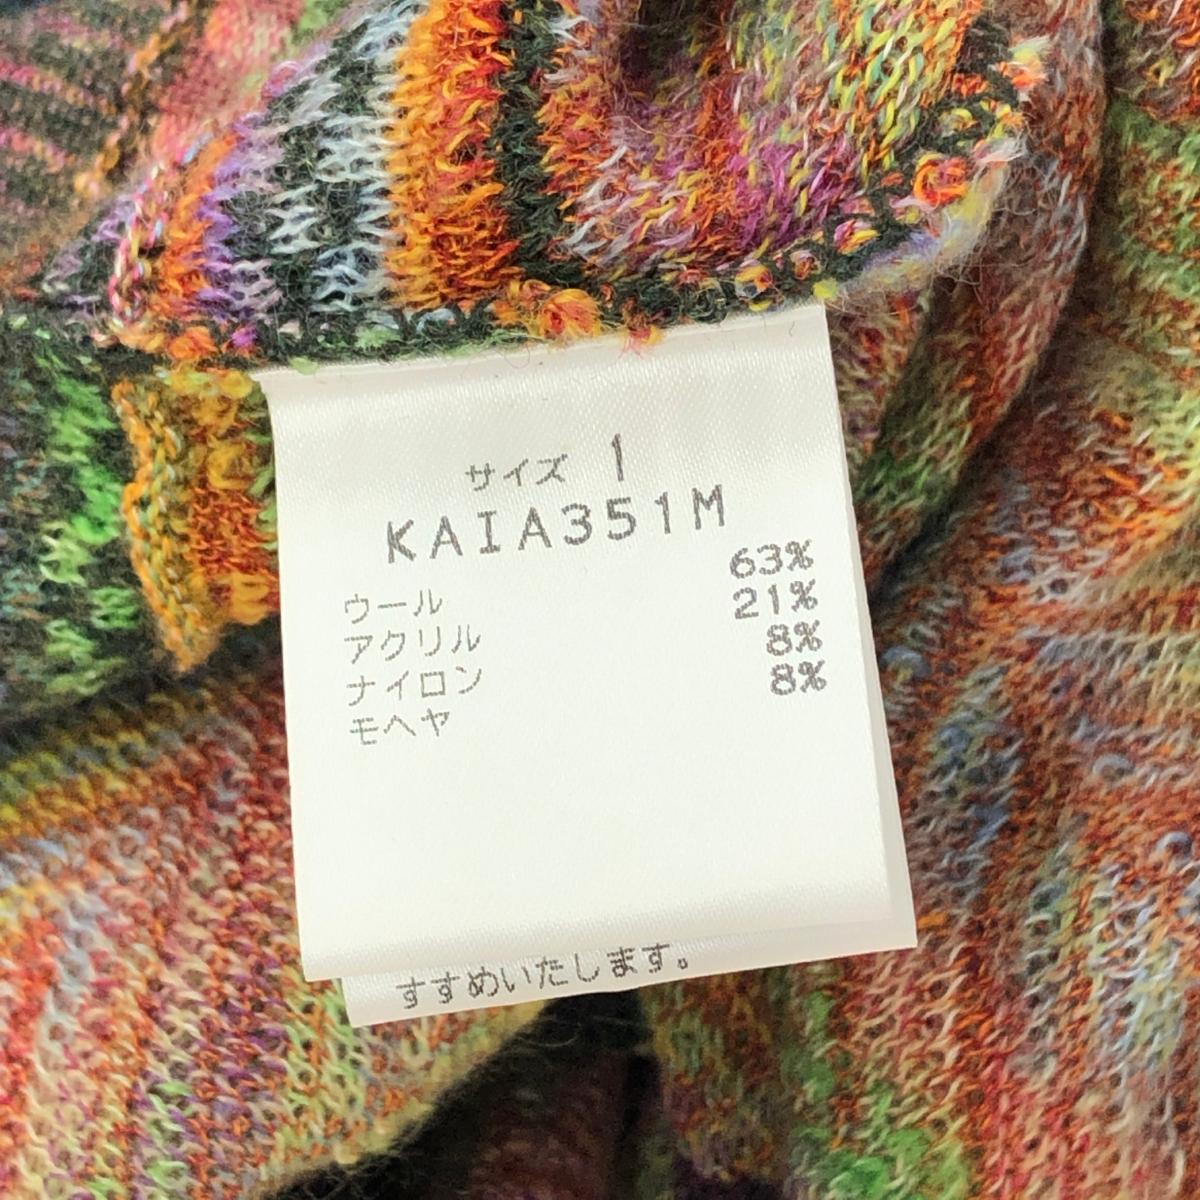 サイズ 1
KAIA351M
ウール 63%
アクリル 21%
ナイロン 8%
モヘヤ 8%
すすめいたします。